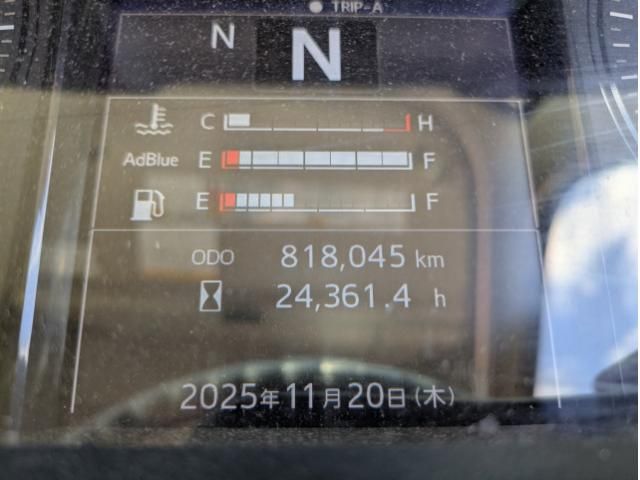 TRIP-A
N N
C H
AdBlue E F
E F
ODO 818,045 km
24,361.4 h
2025年11月20日(木)